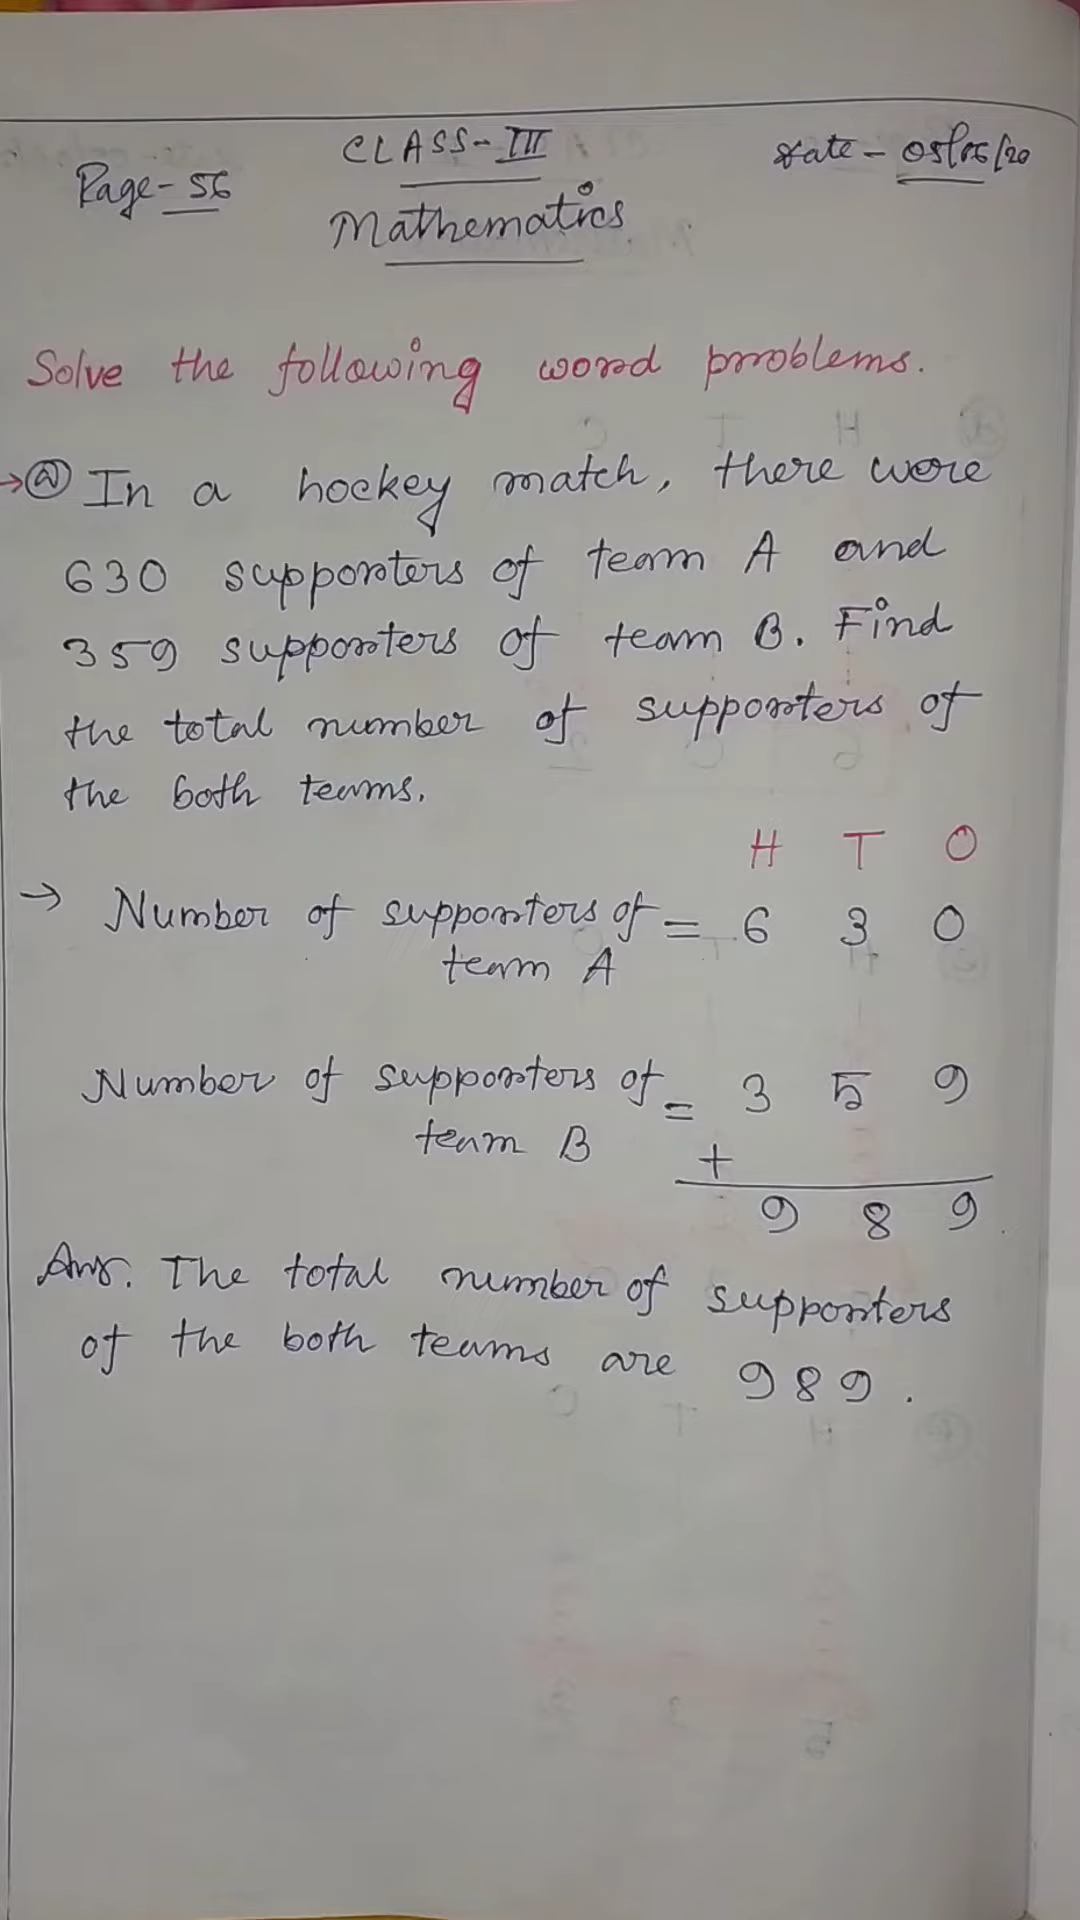 CLASS-III
Page-56
Date-05/06/20
Mathematics
Solve the following word problems.
→ⓐ In a hockey match, there were
630 supporters of team A and
359 supporters of team B. Find
the total number of supporters of
the both teams.
H T O
→ Number of supporters of = 6 3 0
team A
Number of supporters of = 3 5 9
team B
+
9 8 9
Ans. The total number of supporters
of the both teams are 989.